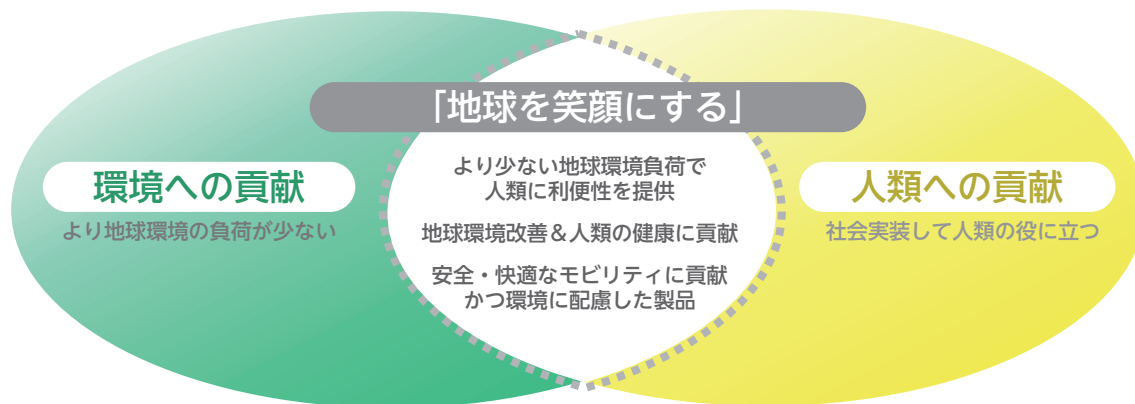 「地球を笑顔にする」
環境への貢献
より地球環境の負荷が少ない
より少ない地球環境負荷で
人類に利便性を提供
地球環境改善＆人類の健康に貢献
安全・快適なモビリティに貢献
かつ環境に配慮した製品
人類への貢献
社会実装して人類の役に立つ